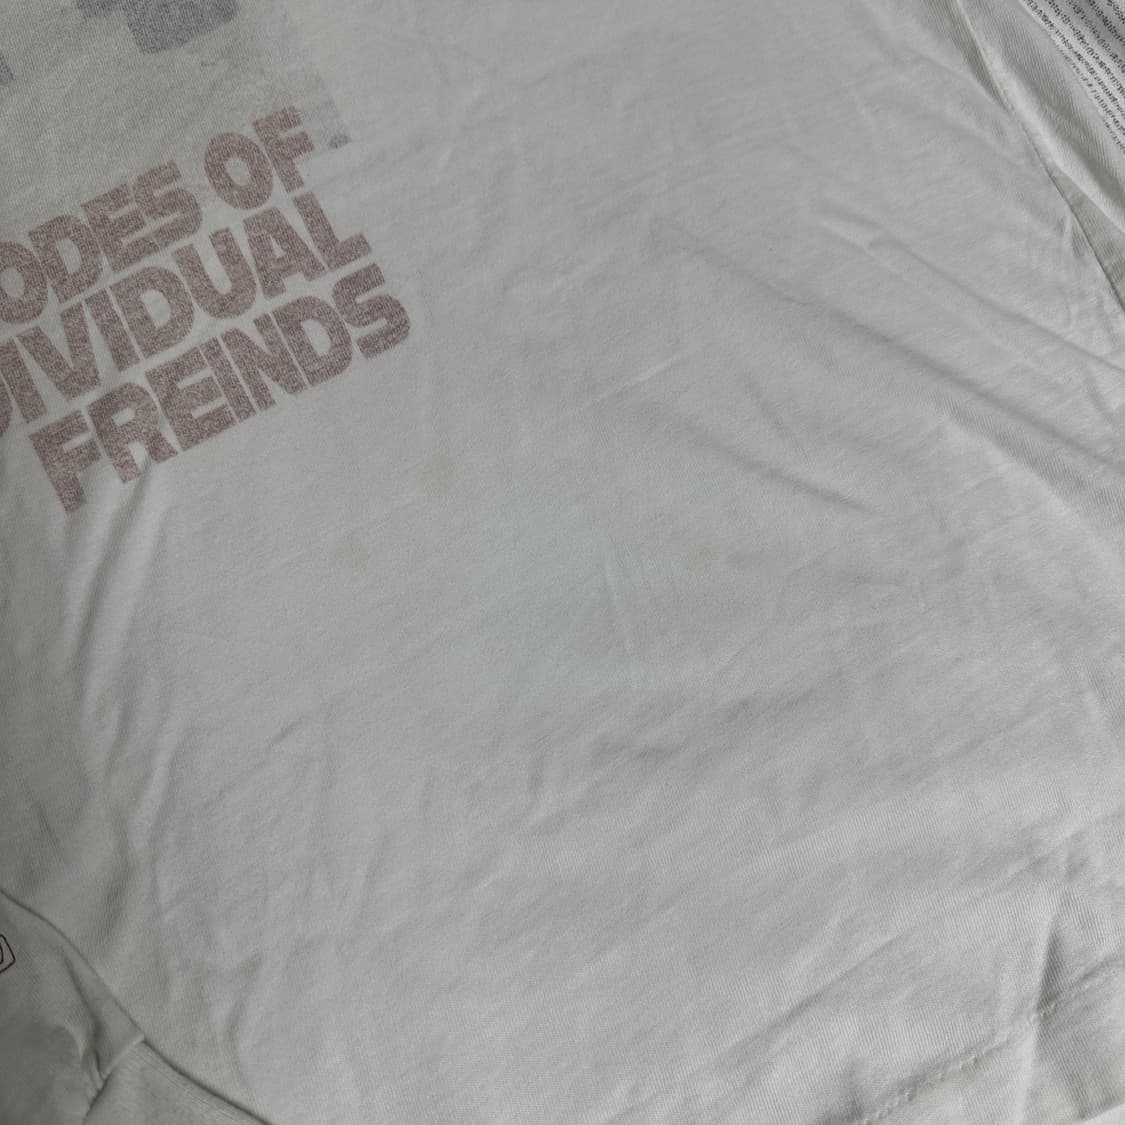 ODES OF
IVIDUAL
FREINDS